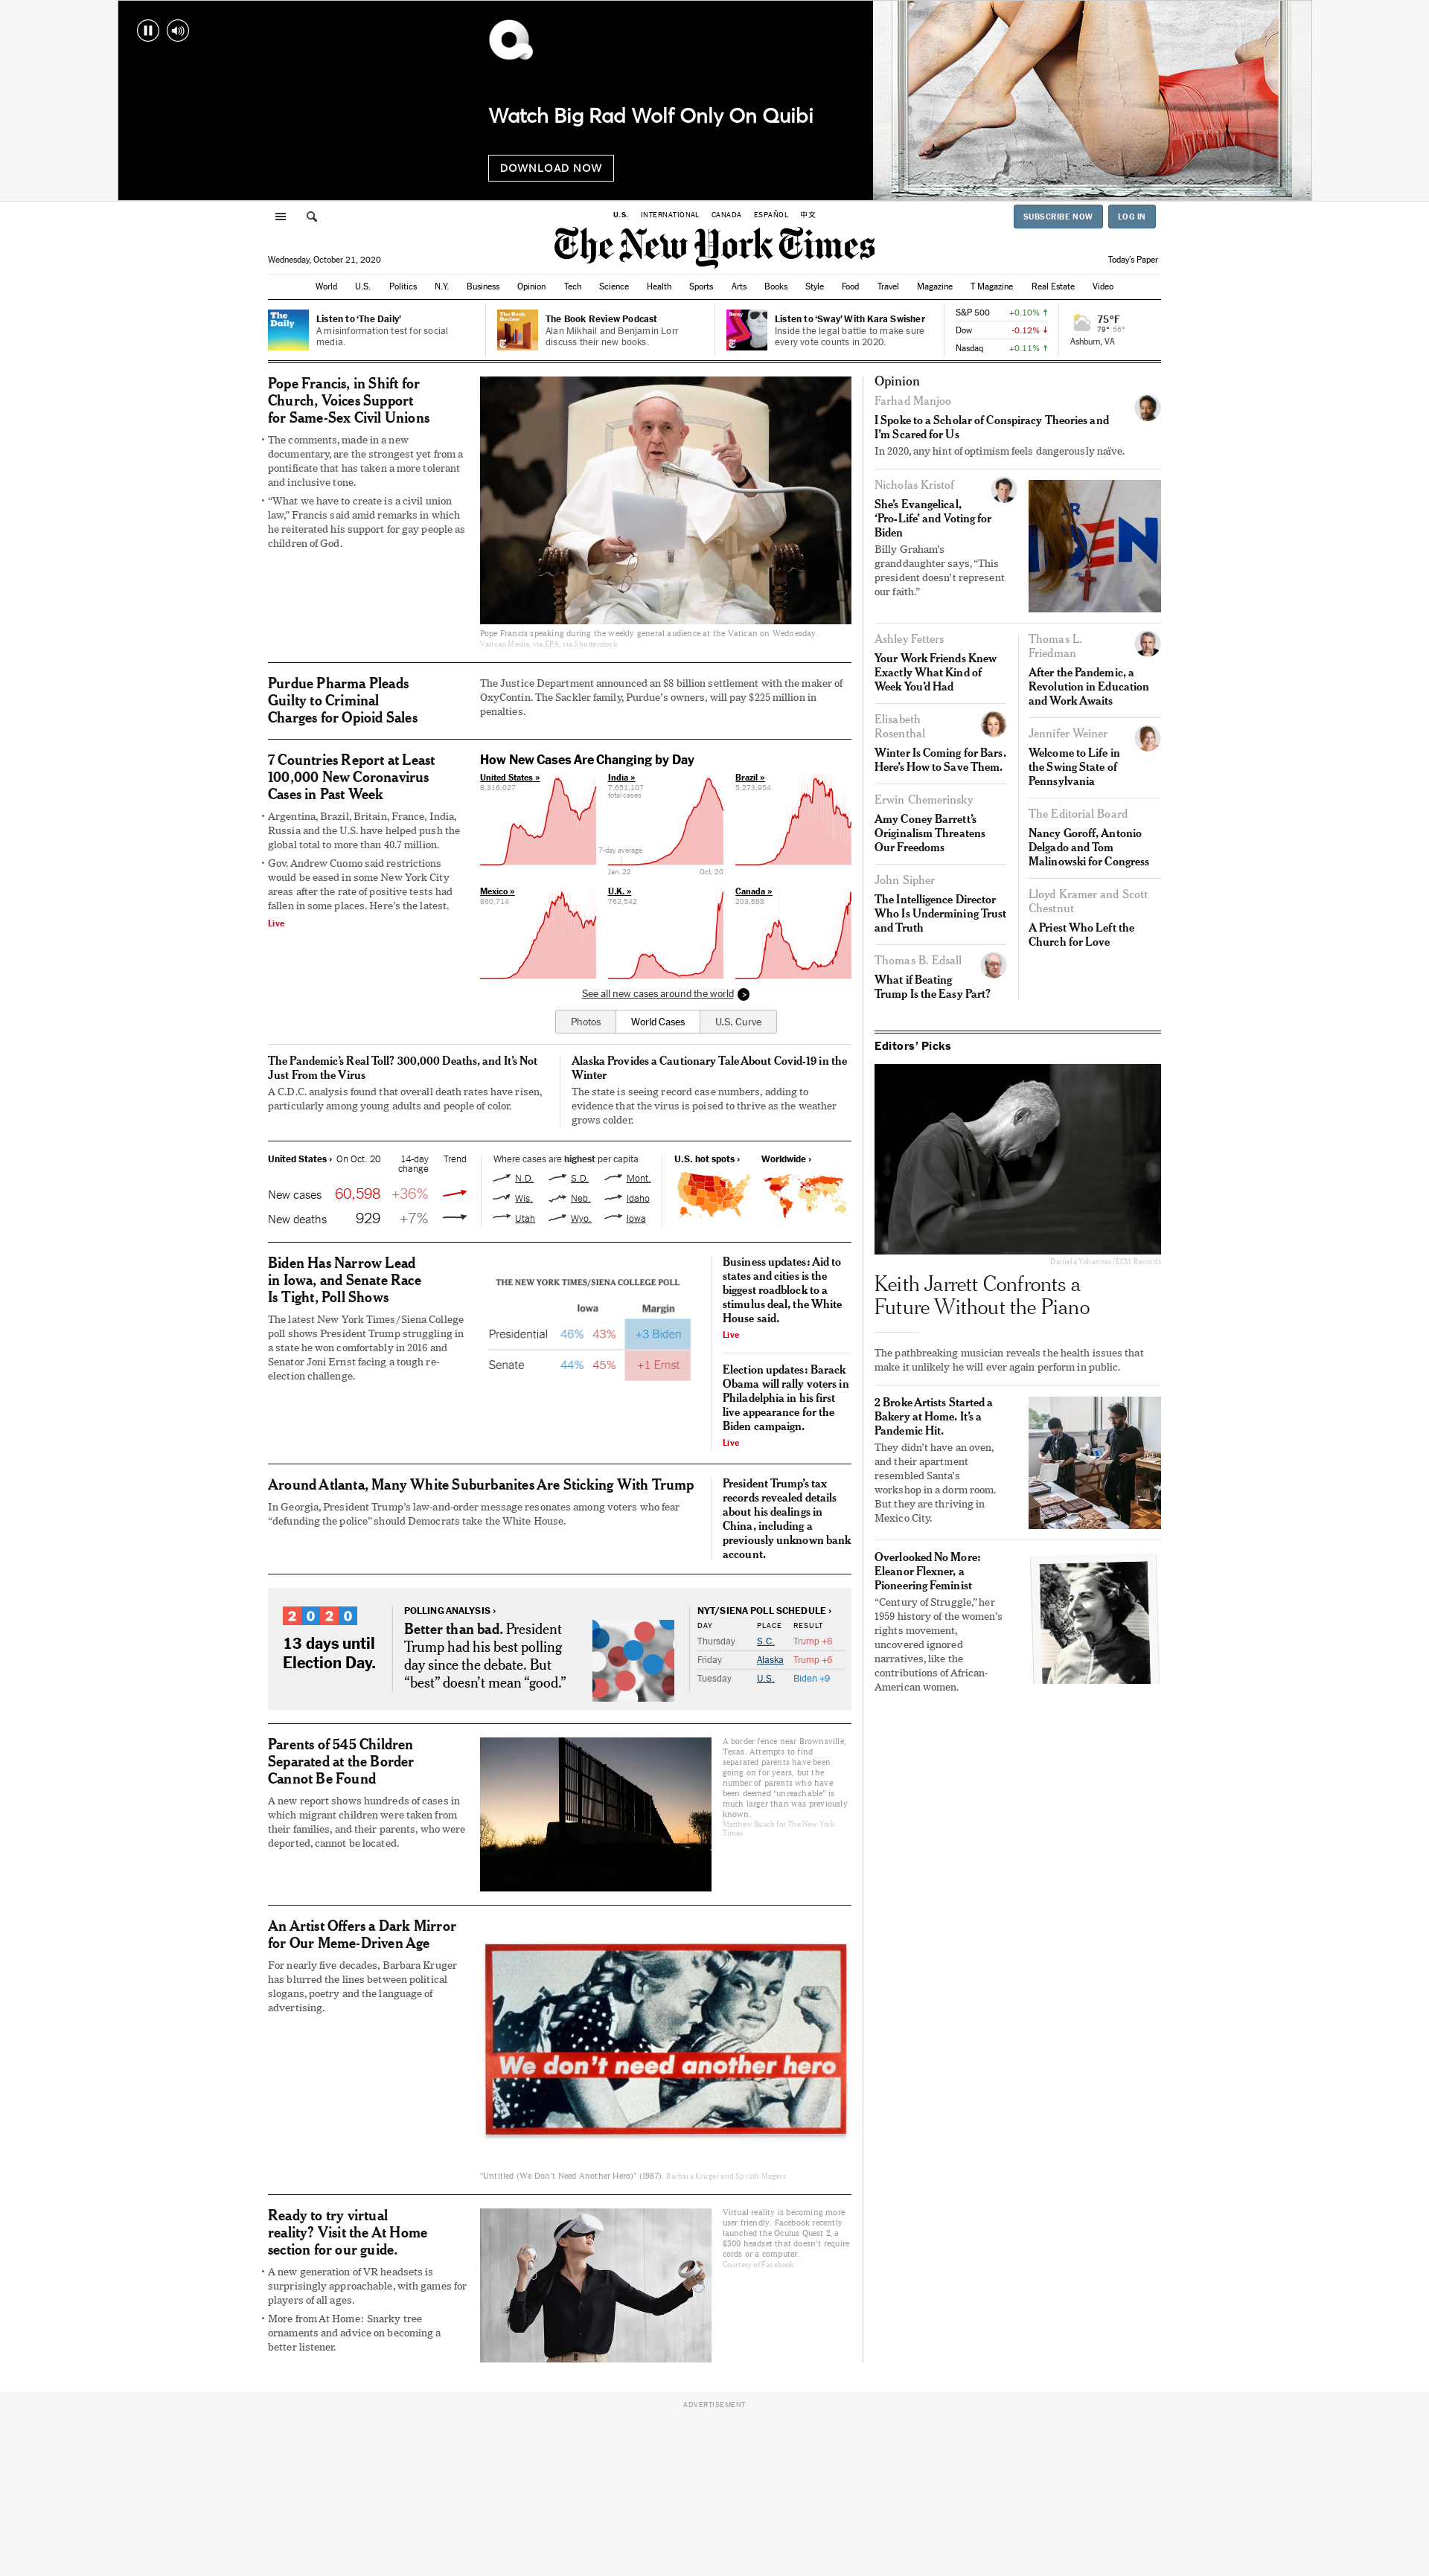 Watch Big Rad Wolf Only On Quibi
DOWNLOAD NOW
U.S.
INTERNATIONAL
CANADA
ESPAÑOL
中文
SUBSCRIBE NOW
LOG IN
The New York Times
Wednesday, October 21, 2020
Today's Paper
World U.S. Politics N.Y. Business Opinion Tech Science Health Sports Arts Books Style Food Travel Magazine T Magazine Real Estate Video
The Daily
Listen to 'The Daily'
A misinformation test for social
media.
The Book Review
The Book Review Podcast
Alan Mikhail and Benjamin Lorr
discuss their new books.
Sway
Listen to 'Sway' With Kara Swisher
Inside the legal battle to make sure
every vote counts in 2020.
S&P 500 +0.10% ↑
Dow -0.12% ↓
Nasdaq +0.11% ↑
75°F
79° 56°
Ashburn, VA
Pope Francis, in Shift for
Church, Voices Support
for Same-Sex Civil Unions
• The comments, made in a new
documentary, are the strongest yet from a
pontificate that has taken a more tolerant
and inclusive tone.
• “What we have to create is a civil union
law,” Francis said amid remarks in which
he reiterated his support for gay people as
children of God.
Pope Francis speaking during the weekly general audience at the Vatican on Wednesday.
Vatican Media, via EPA, via Shutterstock
Purdue Pharma Pleads
Guilty to Criminal
Charges for Opioid Sales
The Justice Department announced an $8 billion settlement with the maker of
OxyContin. The Sackler family, Purdue's owners, will pay $225 million in
penalties.
7 Countries Report at Least
100,000 New Coronavirus
Cases in Past Week
• Argentina, Brazil, Britain, France, India,
Russia and the U.S. have helped push the
global total to more than 40.7 million.
• Gov. Andrew Cuomo said restrictions
would be eased in some New York City
areas after the rate of positive tests had
fallen in some places. Here's the latest.
Live
How New Cases Are Changing by Day
United States »
8,316,027
India »
7,651,107
total cases
Brazil »
5,273,954
7-day average
Jan. 22
Oct. 20
Mexico »
860,714
U.K. »
762,542
Canada »
203,688
See all new cases around the world >
Photos
World Cases
U.S. Curve
The Pandemic's Real Toll? 300,000 Deaths, and It's Not
Just From the Virus
A C.D.C. analysis found that overall death rates have risen,
particularly among young adults and people of color.
Alaska Provides a Cautionary Tale About Covid-19 in the
Winter
The state is seeing record case numbers, adding to
evidence that the virus is poised to thrive as the weather
grows colder.
United States › On Oct. 20 14-day
change Trend
New cases 60,598 +36%
New deaths 929 +7%
Where cases are highest per capita
N.D. S.D. Mont.
Wis. Neb. Idaho
Utah Wyo. Iowa
U.S. hot spots ›
Worldwide ›
Biden Has Narrow Lead
in Iowa, and Senate Race
Is Tight, Poll Shows
The latest New York Times/Siena College
poll shows President Trump struggling in
a state he won comfortably in 2016 and
Senator Joni Ernst facing a tough re-
election challenge.
THE NEW YORK TIMES/SIENA COLLEGE POLL
Iowa Margin
Presidential 46% 43% +3 Biden
Senate 44% 45% +1 Ernst
Business updates: Aid to
states and cities is the
biggest roadblock to a
stimulus deal, the White
House said.
Live
Election updates: Barack
Obama will rally voters in
Philadelphia in his first
live appearance for the
Biden campaign.
Live
Around Atlanta, Many White Suburbanites Are Sticking With Trump
In Georgia, President Trump's law-and-order message resonates among voters who fear
“defunding the police” should Democrats take the White House.
President Trump's tax
records revealed details
about his dealings in
China, including a
previously unknown bank
account.
2020
13 days until
Election Day.
POLLING ANALYSIS ›
Better than bad. President
Trump had his best polling
day since the debate. But
“best” doesn't mean “good.”
NYT/SIENA POLL SCHEDULE ›
DAY PLACE RESULT
Thursday S.C. Trump +8
Friday Alaska Trump +6
Tuesday U.S. Biden +9
Parents of 545 Children
Separated at the Border
Cannot Be Found
A new report shows hundreds of cases in
which migrant children were taken from
their families, and their parents, who were
deported, cannot be located.
A border fence near Brownsville,
Texas. Attempts to find
separated parents have been
going on for years, but the
number of parents who have
been deemed “unreachable” is
much larger than was previously
known.
Matthew Busch for The New York
Times
An Artist Offers a Dark Mirror
for Our Meme-Driven Age
For nearly five decades, Barbara Kruger
has blurred the lines between political
slogans, poetry and the language of
advertising.
We don't need another hero
“Untitled (We Don't Need Another Hero)” (1987). Barbara Kruger and Spruth Magers
Ready to try virtual
reality? Visit the At Home
section for our guide.
• A new generation of VR headsets is
surprisingly approachable, with games for
players of all ages.
• More from At Home: Snarky tree
ornaments and advice on becoming a
better listener.
Virtual reality is becoming more
user friendly. Facebook recently
launched the Oculus Quest 2, a
$300 headset that doesn't require
cords or a computer.
Courtesy of Facebook
Opinion
Farhad Manjoo
I Spoke to a Scholar of Conspiracy Theories and
I'm Scared for Us
In 2020, any hint of optimism feels dangerously naïve.
Nicholas Kristof
She's Evangelical,
‘Pro-Life’ and Voting for
Biden
Billy Graham's
granddaughter says, “This
president doesn't represent
our faith.”
Ashley Fetters
Your Work Friends Knew
Exactly What Kind of
Week You'd Had
Elisabeth
Rosenthal
Winter Is Coming for Bars.
Here's How to Save Them.
Erwin Chemerinsky
Amy Coney Barrett's
Originalism Threatens
Our Freedoms
John Sipher
The Intelligence Director
Who Is Undermining Trust
and Truth
Thomas B. Edsall
What if Beating
Trump Is the Easy Part?
Thomas L.
Friedman
After the Pandemic, a
Revolution in Education
and Work Awaits
Jennifer Weiner
Welcome to Life in
the Swing State of
Pennsylvania
The Editorial Board
Nancy Goroff, Antonio
Delgado and Tom
Malinowski for Congress
Lloyd Kramer and Scott
Chestnut
A Priest Who Left the
Church for Love
Editors' Picks
Daniela Yohannes/ECM Records
Keith Jarrett Confronts a
Future Without the Piano
The pathbreaking musician reveals the health issues that
make it unlikely he will ever again perform in public.
2 Broke Artists Started a
Bakery at Home. It's a
Pandemic Hit.
They didn't have an oven,
and their apartment
resembled Santa's
workshop in a dorm room.
But they are thriving in
Mexico City.
Overlooked No More:
Eleanor Flexner, a
Pioneering Feminist
“Century of Struggle,” her
1959 history of the women's
rights movement,
uncovered ignored
narratives, like the
contributions of African-
American women.
ADVERTISEMENT